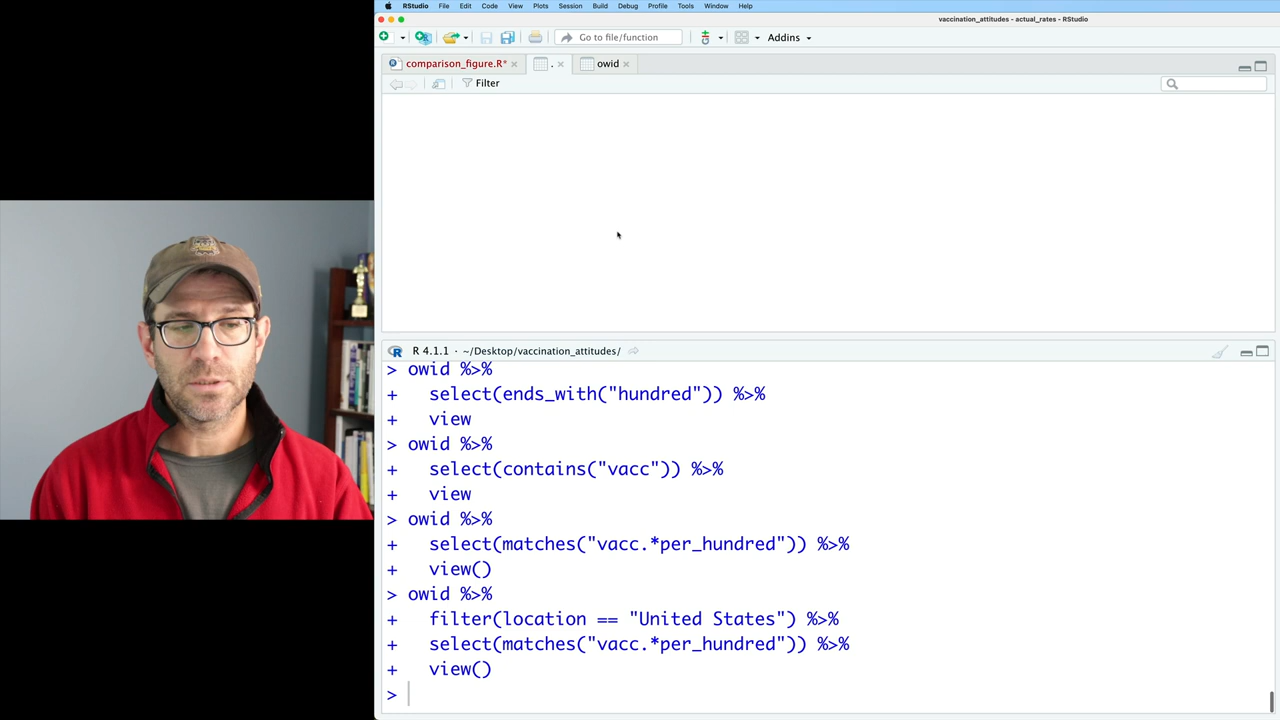 RStudio File Edit Code View Plots Session Build Debug Profile Tools Window Help
vaccination_attitudes - actual_rates - RStudio
Go to file/function Addins
comparison_figure.R* . owid
Filter
R 4.1.1 · ~/Desktop/vaccination_attitudes/
> owid %>%
+ select(ends_with("hundred")) %>%
+ view
> owid %>%
+ select(contains("vacc")) %>%
+ view
> owid %>%
+ select(matches("vacc.*per_hundred")) %>%
+ view()
> owid %>%
+ filter(location == "United States") %>%
+ select(matches("vacc.*per_hundred")) %>%
+ view()
>